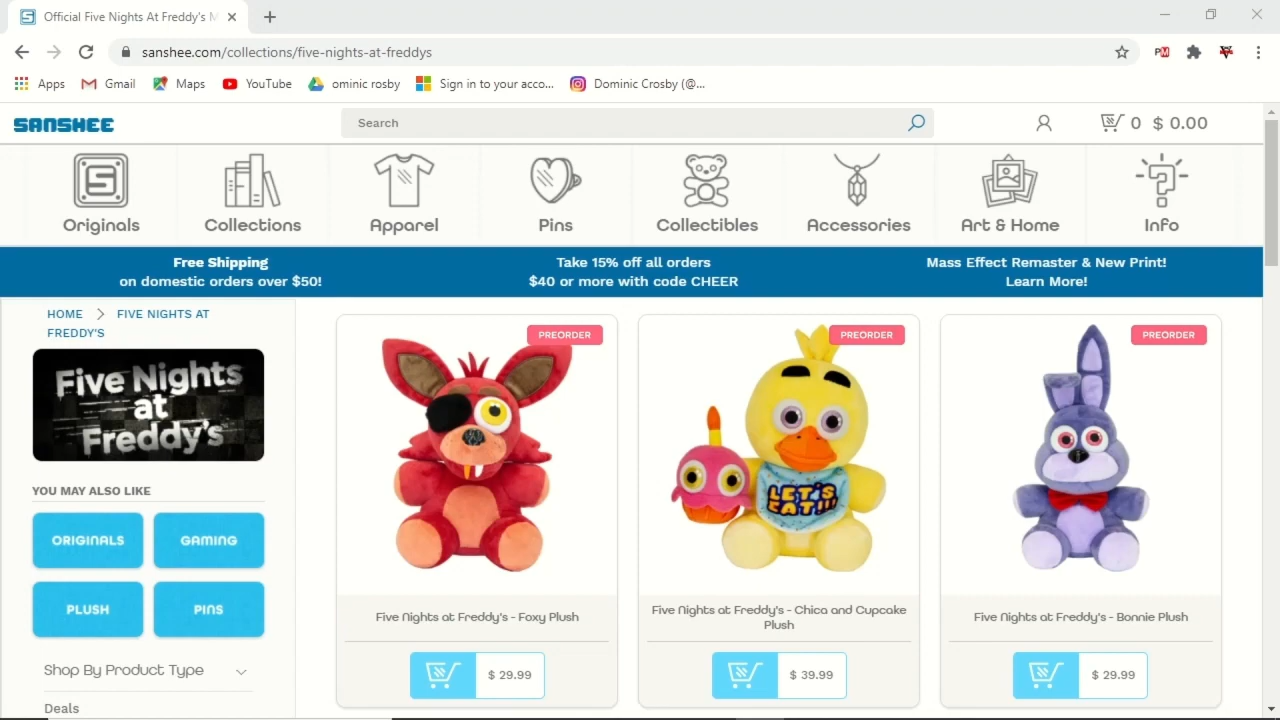 Official Five Nights At Freddy's M
sanshee.com/collections/five-nights-at-freddys
PM
Apps
Gmail
Maps
YouTube
ominic rosby
Sign in to your acco...
Dominic Crosby (@...
SANSHEE
Search
0 $ 0.00
Originals
Collections
Apparel
Pins
Collectibles
Accessories
Art & Home
Info
Free Shipping
on domestic orders over $50!
Take 15% off all orders
$40 or more with code CHEER
Mass Effect Remaster & New Print!
Learn More!
HOME > FIVE NIGHTS AT
FREDDY'S
Five Nights
at
Freddy's
YOU MAY ALSO LIKE
ORIGINALS
GAMING
PLUSH
PINS
Shop By Product Type
Deals
PREORDER
Five Nights at Freddy's - Foxy Plush
$ 29.99
PREORDER
LET'S
EAT!!!
Five Nights at Freddy's - Chica and Cupcake
Plush
$ 39.99
PREORDER
Five Nights at Freddy's - Bonnie Plush
$ 29.99